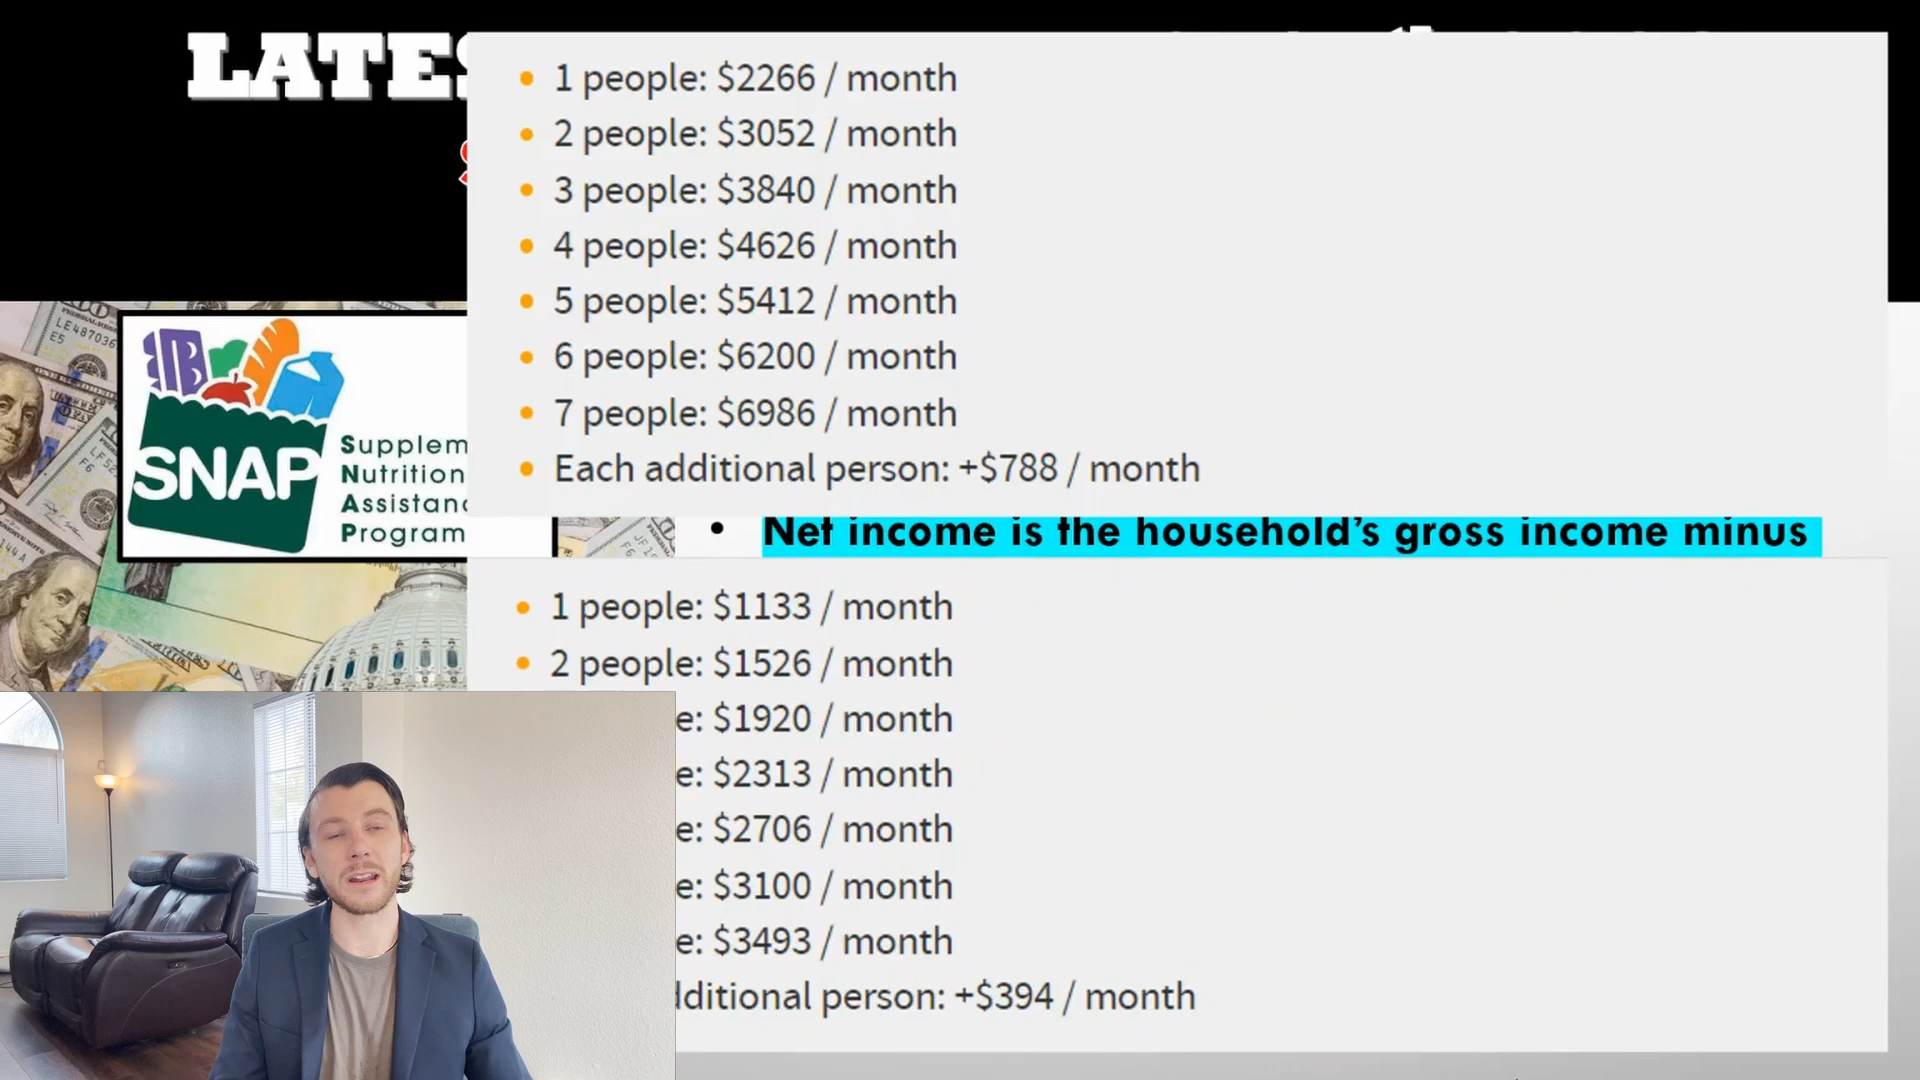 LATES
1 people: $2266 / month
2 people: $3052 / month
3 people: $3840 / month
4 people: $4626 / month
5 people: $5412 / month
6 people: $6200 / month
7 people: $6986 / month
Each additional person: +$788 / month
SNAP
Supplem
Nutrition
Assistanc
Program
Net income is the household's gross income minus
1 people: $1133 / month
2 people: $1526 / month
e: $1920 / month
e: $2313 / month
e: $2706 / month
e: $3100 / month
e: $3493 / month
dditional person: +$394 / month